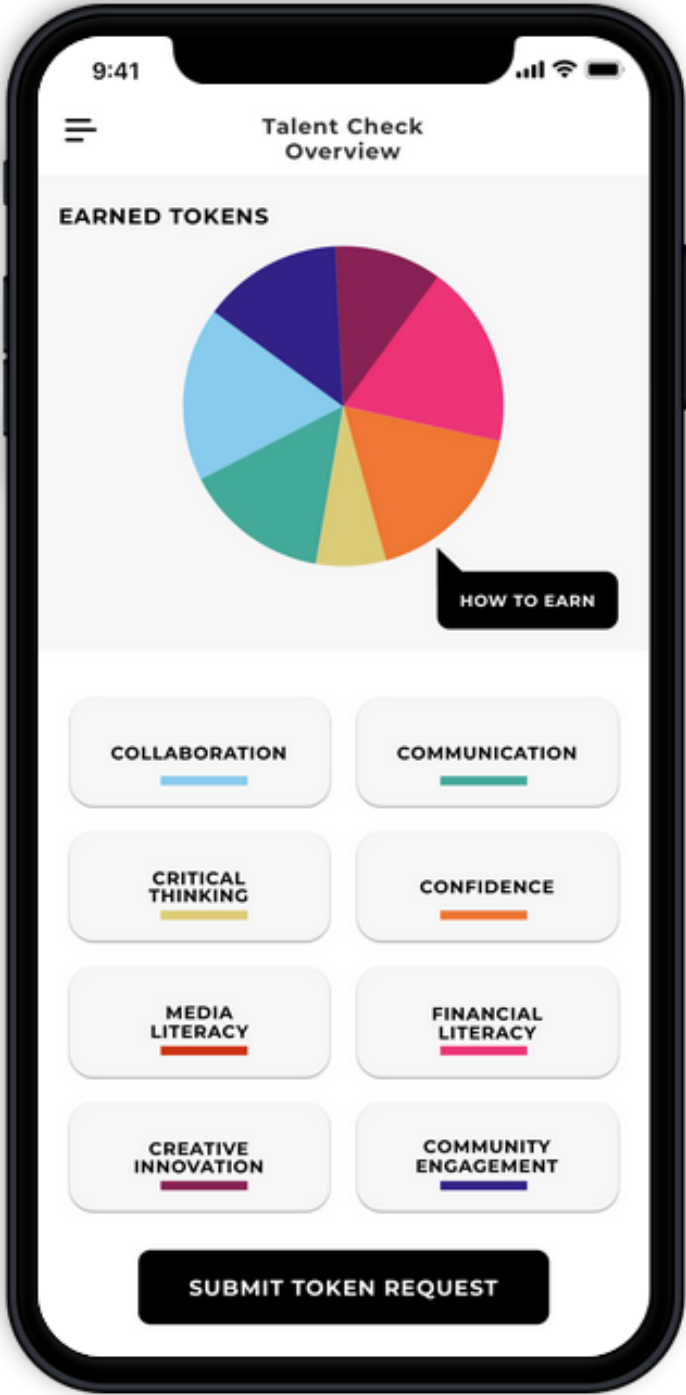 9:41
Talent Check
Overview
EARNED TOKENS
HOW TO EARN
COLLABORATION
COMMUNICATION
CRITICAL
THINKING
CONFIDENCE
MEDIA
LITERACY
FINANCIAL
LITERACY
CREATIVE
INNOVATION
COMMUNITY
ENGAGEMENT
SUBMIT TOKEN REQUEST